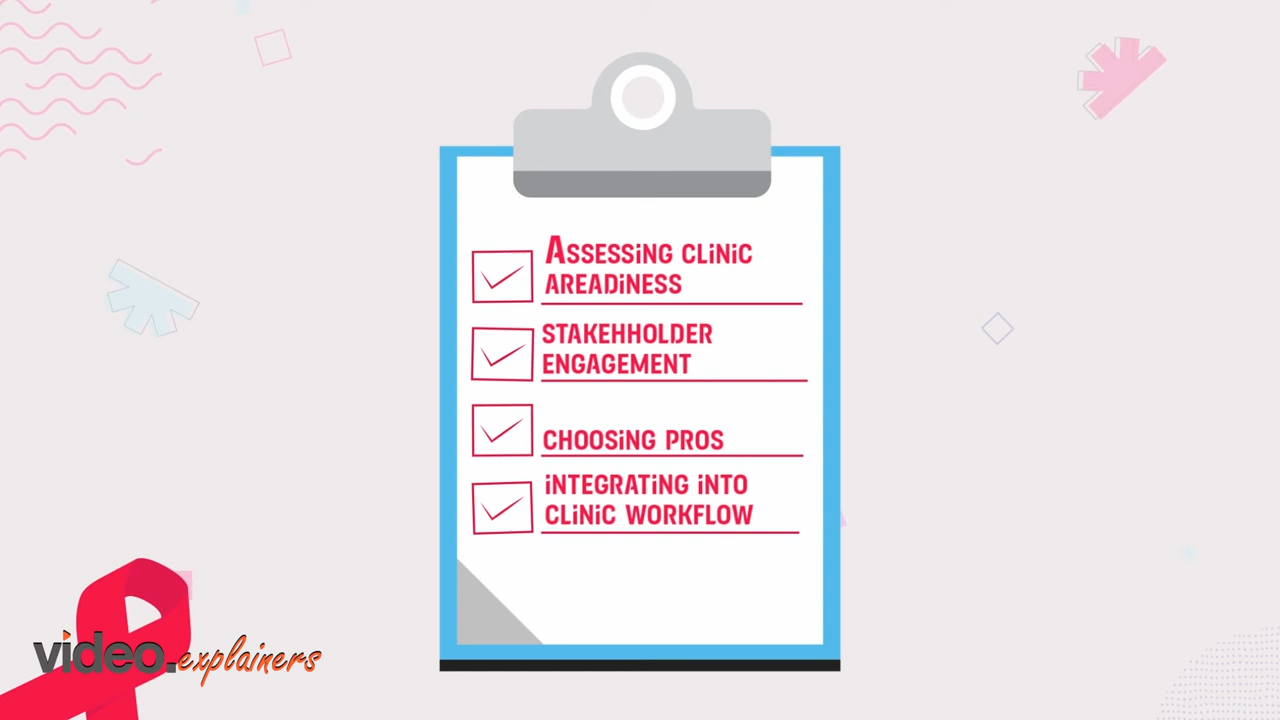 Assessing clinic
areadiness
stakehholder
engagement
choosing pros
integrating into
clinic workflow
video.explainers